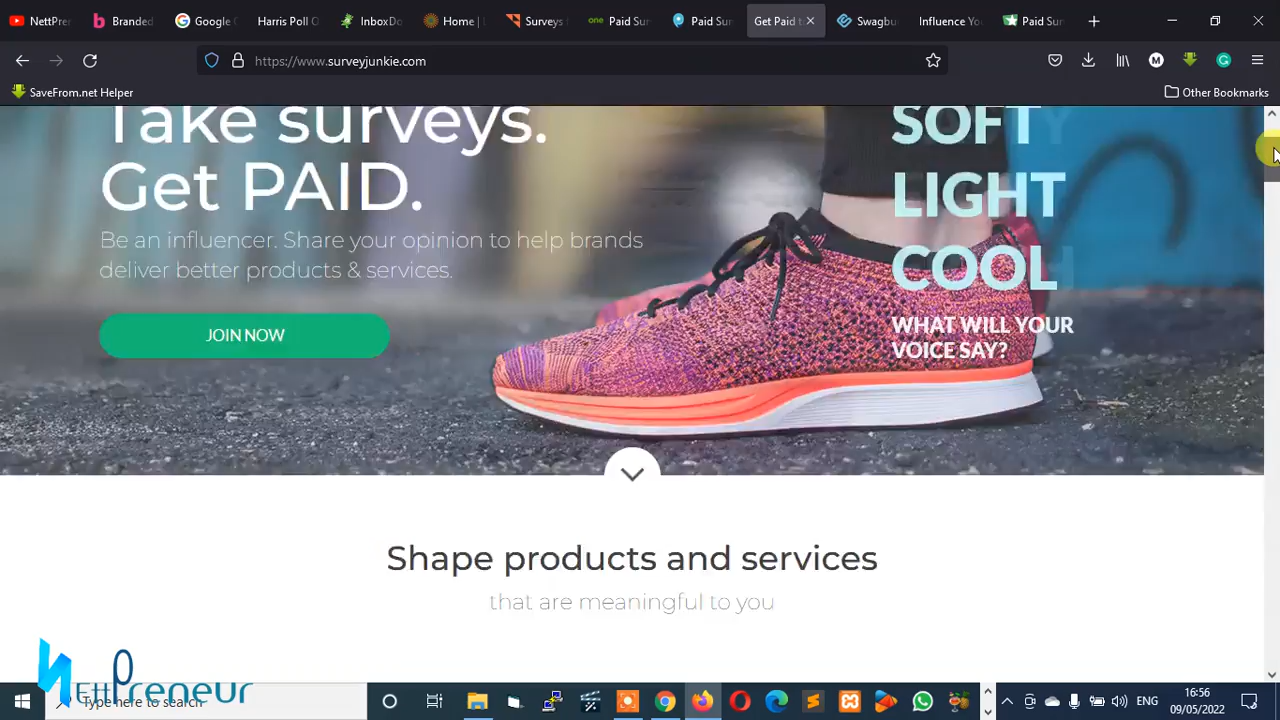 NettPre
Branded
Google
Harris Poll O
InboxDo
Home |
Surveys
Paid Sur
Paid Su
Get Paid t
Swagbu
Influence Yo
Paid Sur
https://www.surveyjunkie.com
SaveFrom.net Helper
Other Bookmarks
Take surveys.
Get PAID.
Be an influencer. Share your opinion to help brands
deliver better products & services.
JOIN NOW
SOFT
LIGHT
COOL
WHAT WILL YOUR
VOICE SAY?
Shape products and services
that are meaningful to you
NettPreneur
Type here to search
ENG
16:56
09/05/2022